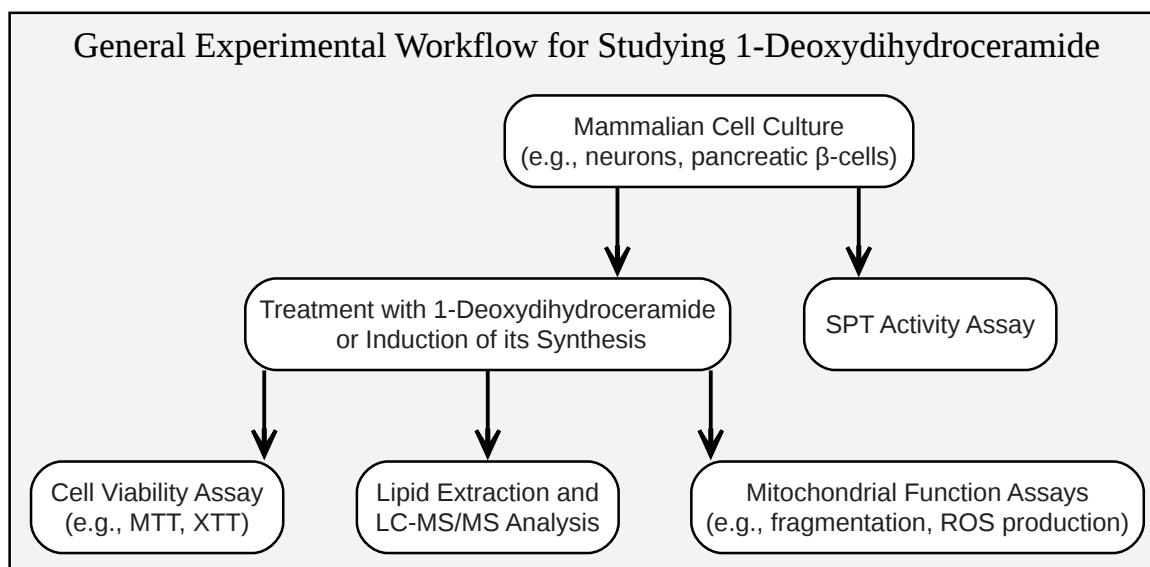 General Experimental Workflow for Studying 1-Deoxydihydroceramide
Mammalian Cell Culture
(e.g., neurons, pancreatic β-cells)
Treatment with 1-Deoxydihydroceramide
or Induction of its Synthesis
SPT Activity Assay
Cell Viability Assay
(e.g., MTT, XTT)
Lipid Extraction and
LC-MS/MS Analysis
Mitochondrial Function Assays
(e.g., fragmentation, ROS production)